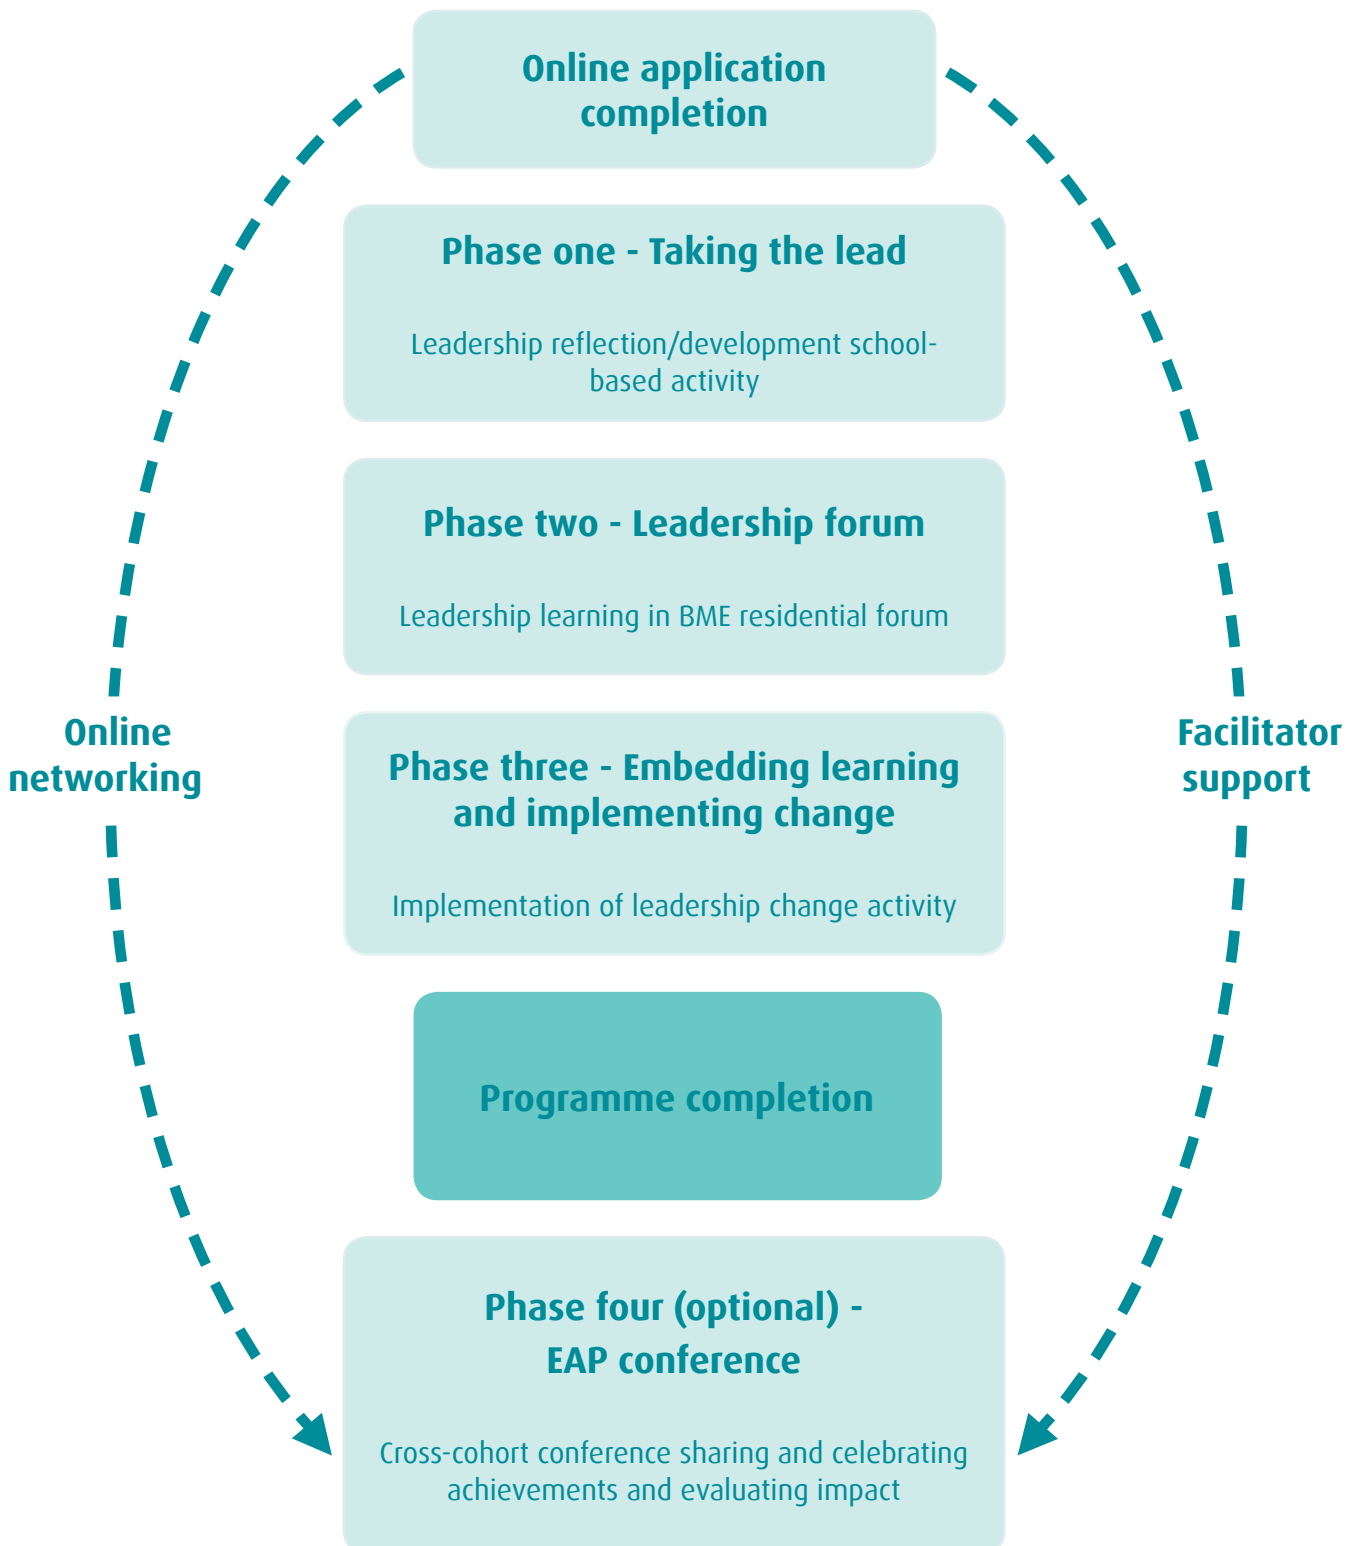 Online application
completion
Phase one - Taking the lead
Leadership reflection/development school-
based activity
Phase two - Leadership forum
Leadership learning in BME residential forum
Online
networking
Facilitator
support
Phase three - Embedding learning
and implementing change
Implementation of leadership change activity
Programme completion
Phase four (optional) -
EAP conference
Cross-cohort conference sharing and celebrating
achievements and evaluating impact